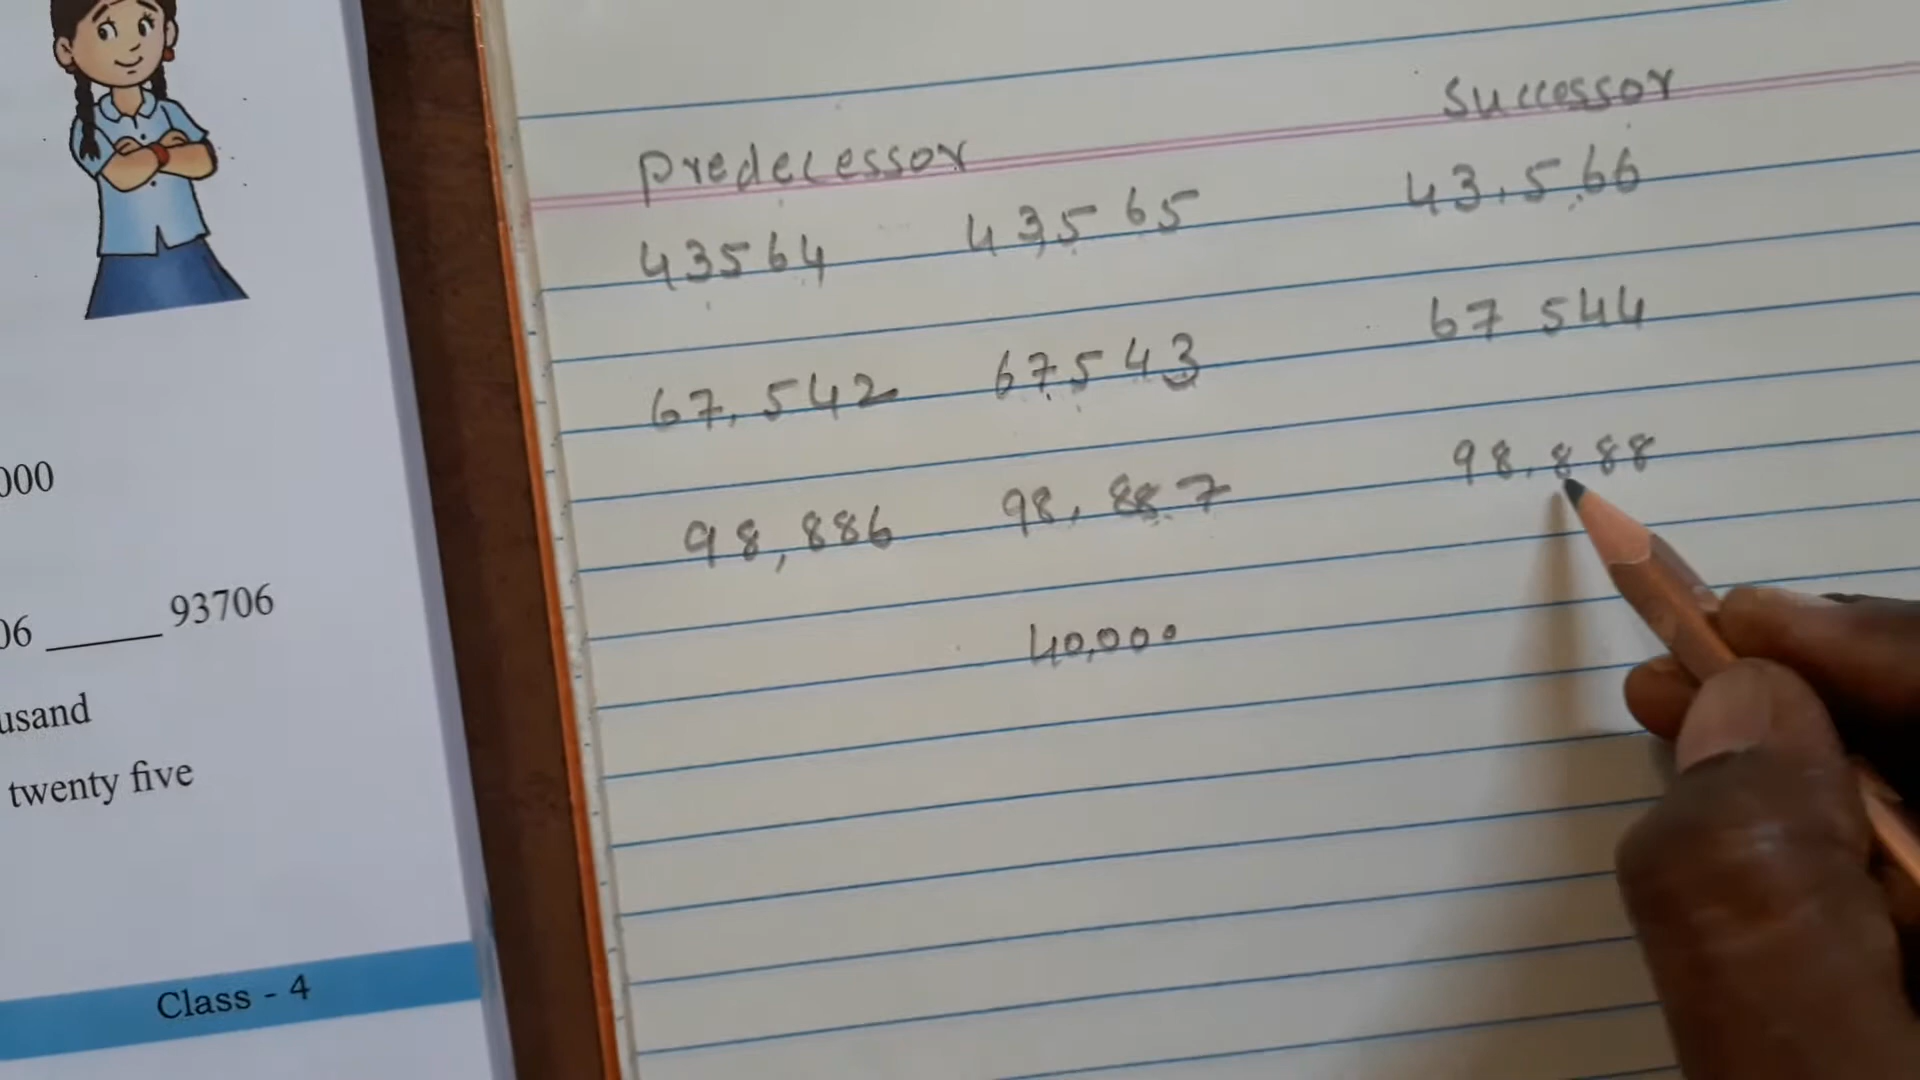 Predecessor Successor
43564 43565 43,566
67,542 67543 67 544
98,886 98,887 98,888
40,000
000
06 _____ 93706
usand
twenty five
Class - 4